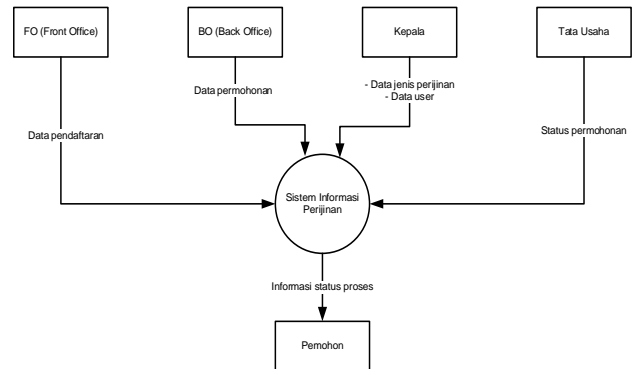 FO (Front Office)
BO (Back Office)
Kepala
Tata Usaha
Data permohonan
- Data jenis perijinan
- Data user
Data pendaftaran
Status permohonan
Sistem Informasi
Perijinan
Informasi status proses
Pemohon